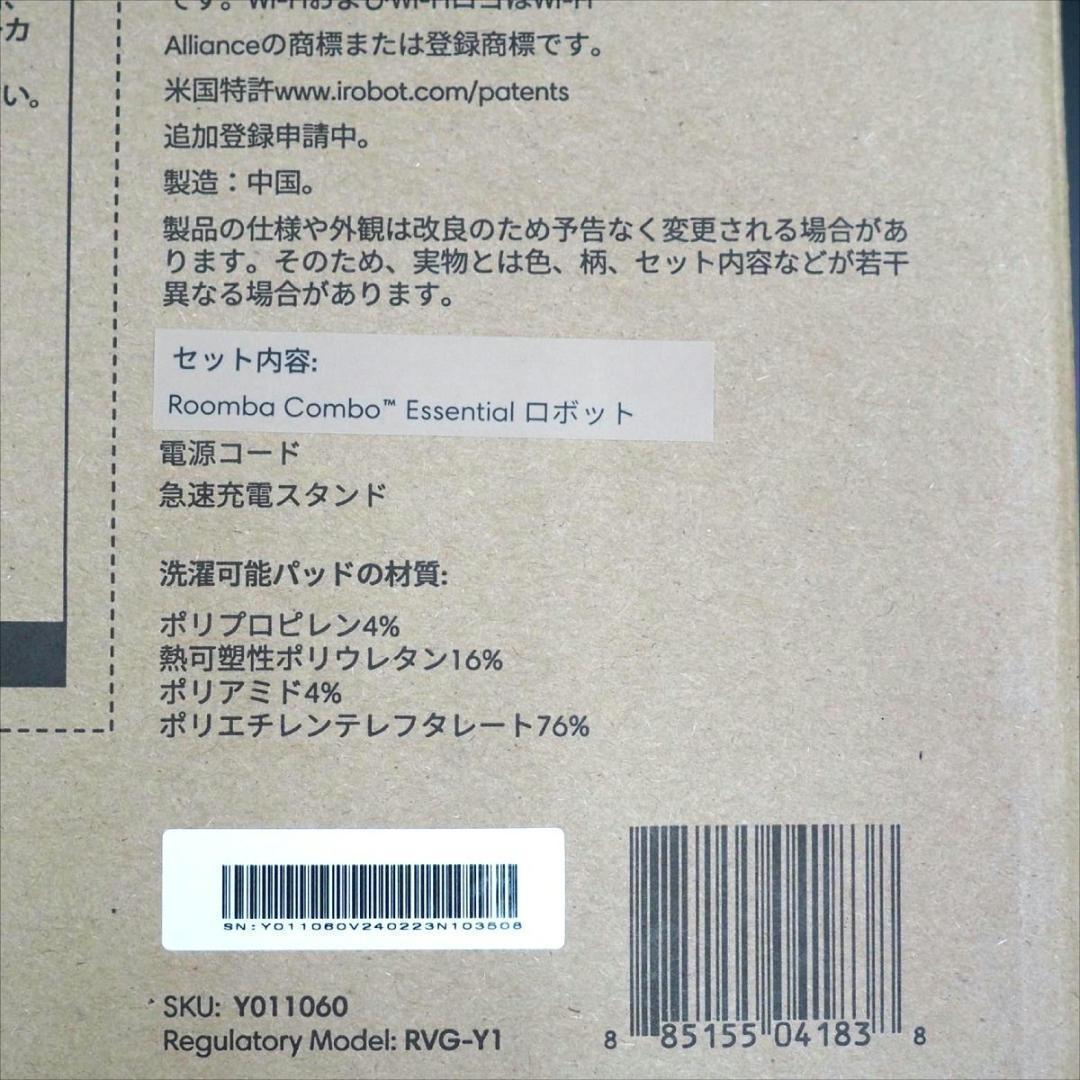 い。
Allianceの商標または登録商標です。
米国特許www.irobot.com/patents
追加登録申請中。
製造：中国。
製品の仕様や外観は改良のため予告なく変更される場合があ
ります。そのため、実物とは色、柄、セット内容などが若干
異なる場合があります。
セット内容:
Roomba Combo™ Essential ロボット
電源コード
急速充電スタンド
洗濯可能パッドの材質:
ポリプロピレン4%
熱可塑性ポリウレタン16%
ポリアミド4%
ポリエチレンテレフタレート76%
SN:Y011060V240223N103508
SKU: Y011060
Regulatory Model: RVG-Y1
8 85155 04183 8